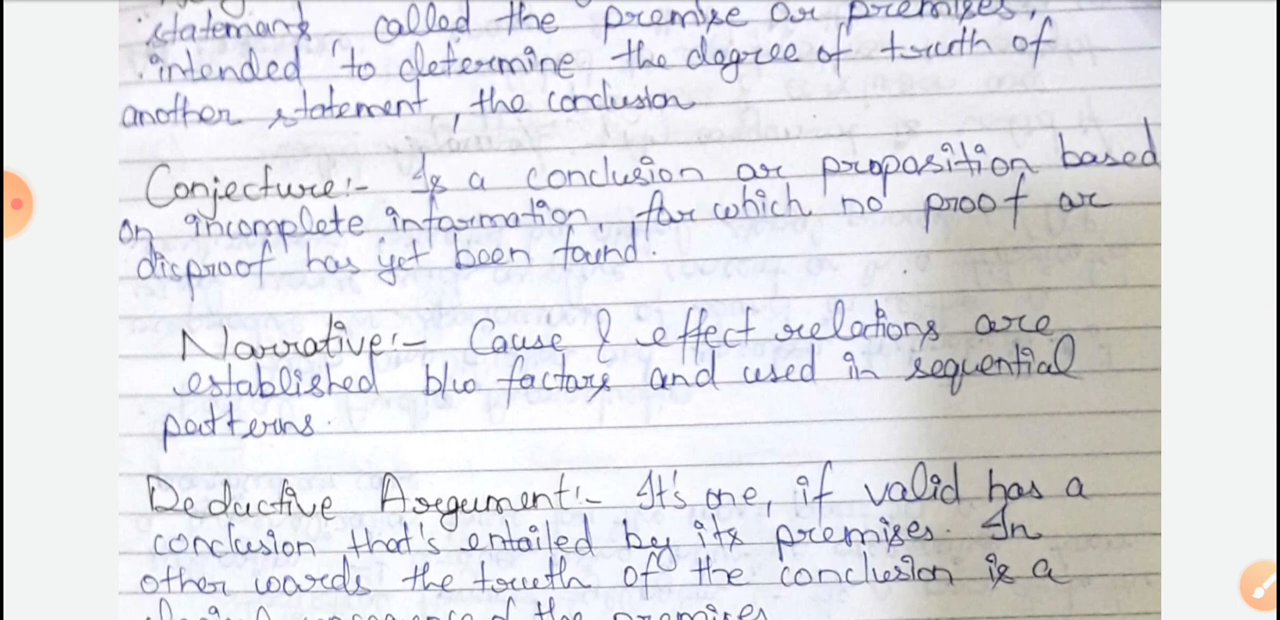 statement, called the premise or premises,
intended to determine the degree of truth of
another statement, the conclusion
Conjecture:- Is a conclusion or proposition based
on incomplete information, for which no proof or
disproof has yet been found.
Narrative:- Cause & effect relations are
established b/w factors and used in sequential
patterns.
Deductive Argument:- It's one, if valid has a
conclusion that's entailed by its premises. In
other words the truth of the conclusion is a
the premises